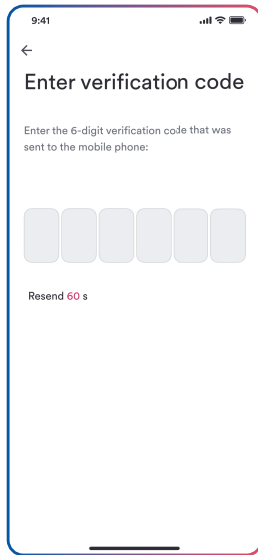 9:41
Enter verification code
Enter the 6-digit verification code that was
sent to the mobile phone:
Resend 60 s